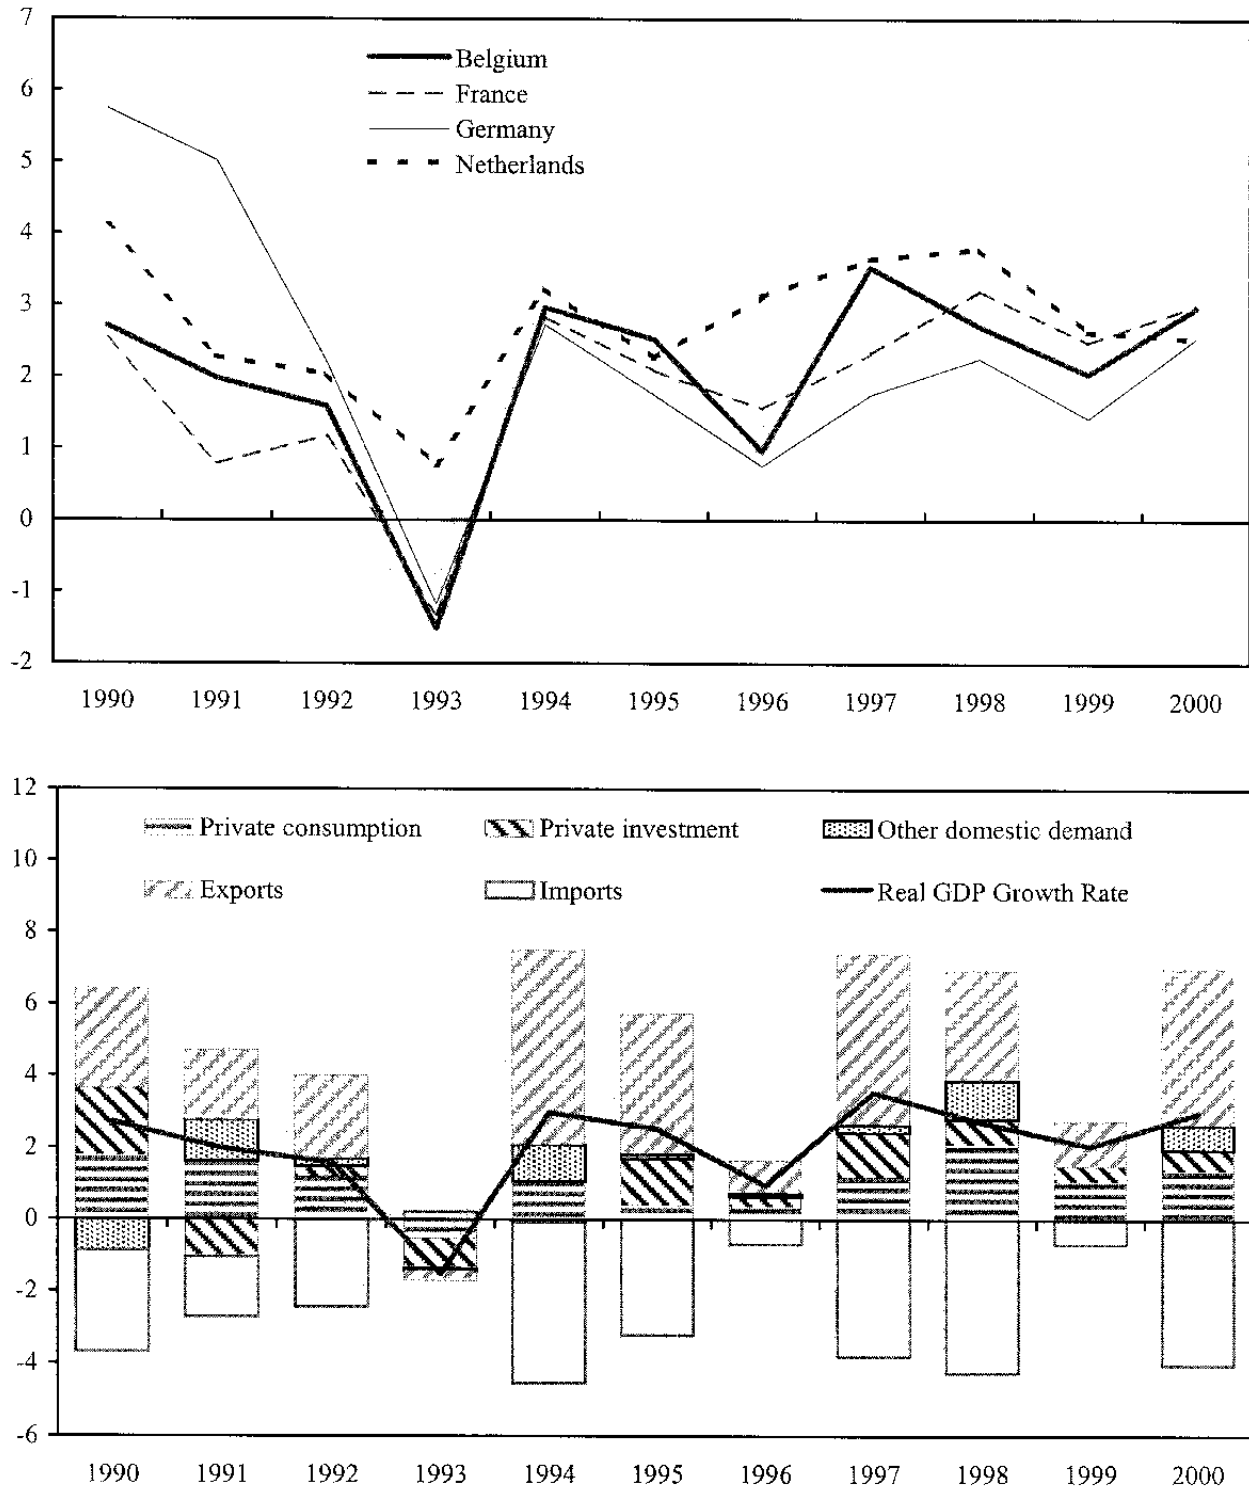 7
Belgium
6
France
Germany
5
Netherlands
4
3
2
1
0
-1
-2
1990 1991 1992 1993 1994 1995 1996 1997 1998 1999 2000
12
Private consumption Private investment Other domestic demand
10
Exports Imports Real GDP Growth Rate
8
6
4
2
0
-2
-4
-6
1990 1991 1992 1993 1994 1995 1996 1997 1998 1999 2000